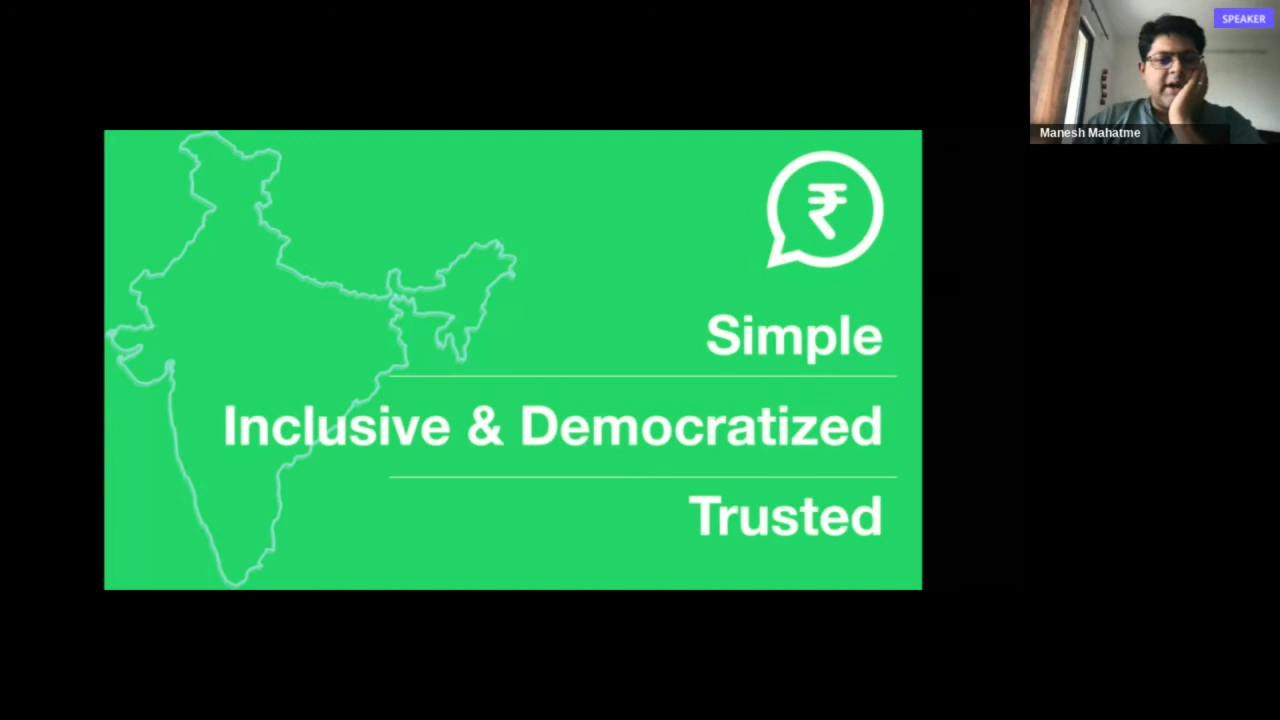 SPEAKER
Manesh Mahatme
₹
Simple
Inclusive & Democratized
Trusted